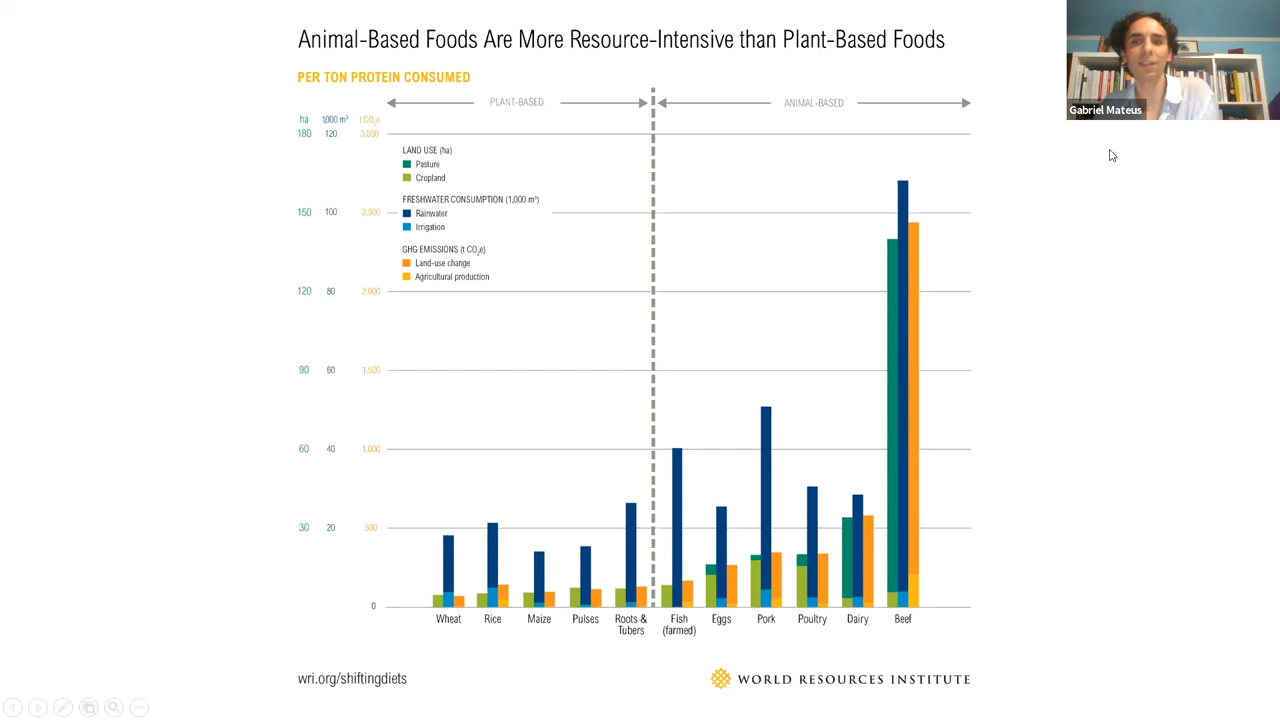 Animal-Based Foods Are More Resource-Intensive than Plant-Based Foods
PER TON PROTEIN CONSUMED
Gabriel Mateus
PLANT-BASED
ANIMAL-BASED
ha 1,000 m³ t CO₂e
180 120 3,000
LAND USE (ha)
Pasture
Cropland
FRESHWATER CONSUMPTION (1,000 m³)
Rainwater
Irrigation
GHG EMISSIONS (t CO₂e)
Land-use change
Agricultural production
150 100 2,500
120 80 2,000
90 60 1,500
60 40 1,000
30 20 500
0
Wheat
Rice
Maize
Pulses
Roots &
Tubers
Fish
(farmed)
Eggs
Pork
Poultry
Dairy
Beef
wri.org/shiftingdiets
WORLD RESOURCES INSTITUTE